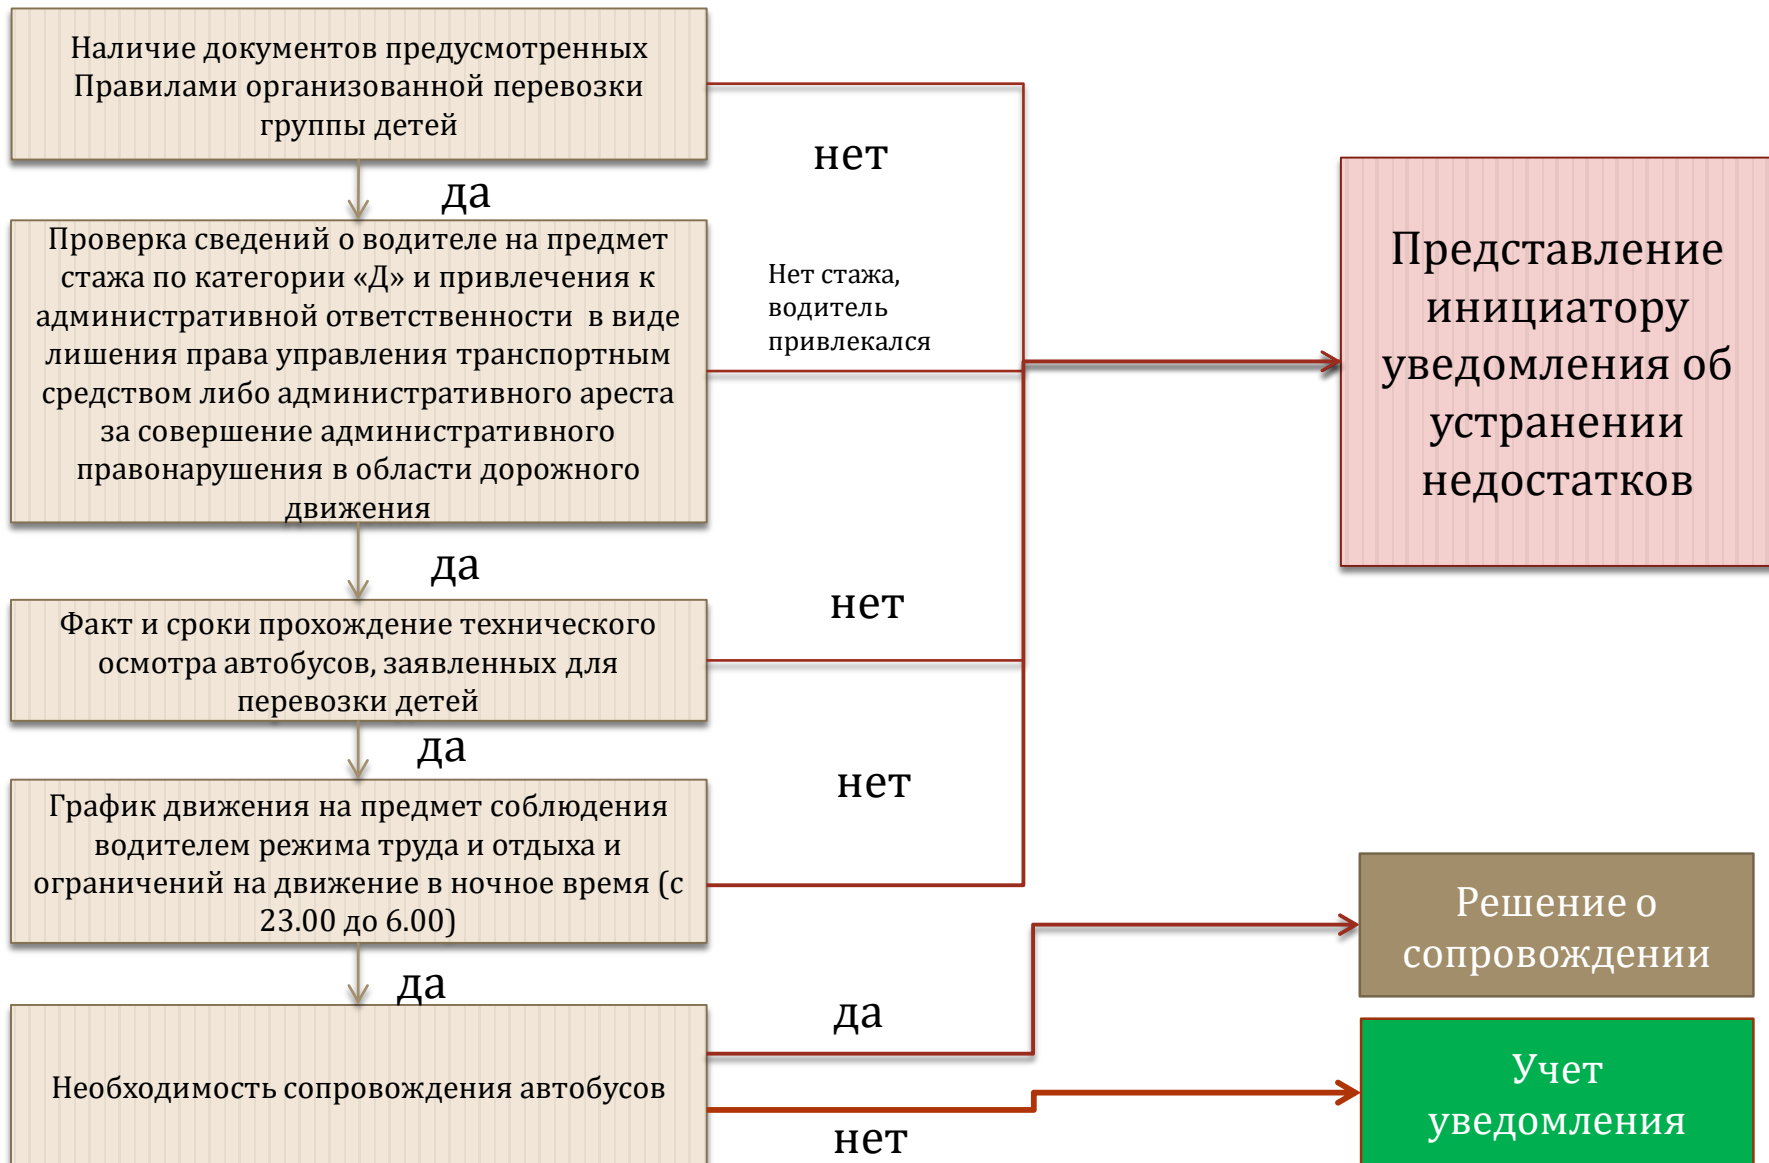 Наличие документов предусмотренных
Правилами организованной перевозки
группы детей
нет
да
Проверка сведений о водителе на предмет
стажа по категории «Д» и привлечения к
административной ответственности в виде
лишения права управления транспортным
средством либо административного ареста
за совершение административного
правонарушения в области дорожного
движения
Нет стажа,
водитель
привлекался
Представление
инициатору
уведомления об
устранении
недостатков
да
нет
Факт и сроки прохождение технического
осмотра автобусов, заявленных для
перевозки детей
да
нет
График движения на предмет соблюдения
водителем режима труда и отдыха и
ограничений на движение в ночное время (с
23.00 до 6.00)
да
да
Решение о
сопровождении
Необходимость сопровождения автобусов
нет
Учет
уведомления